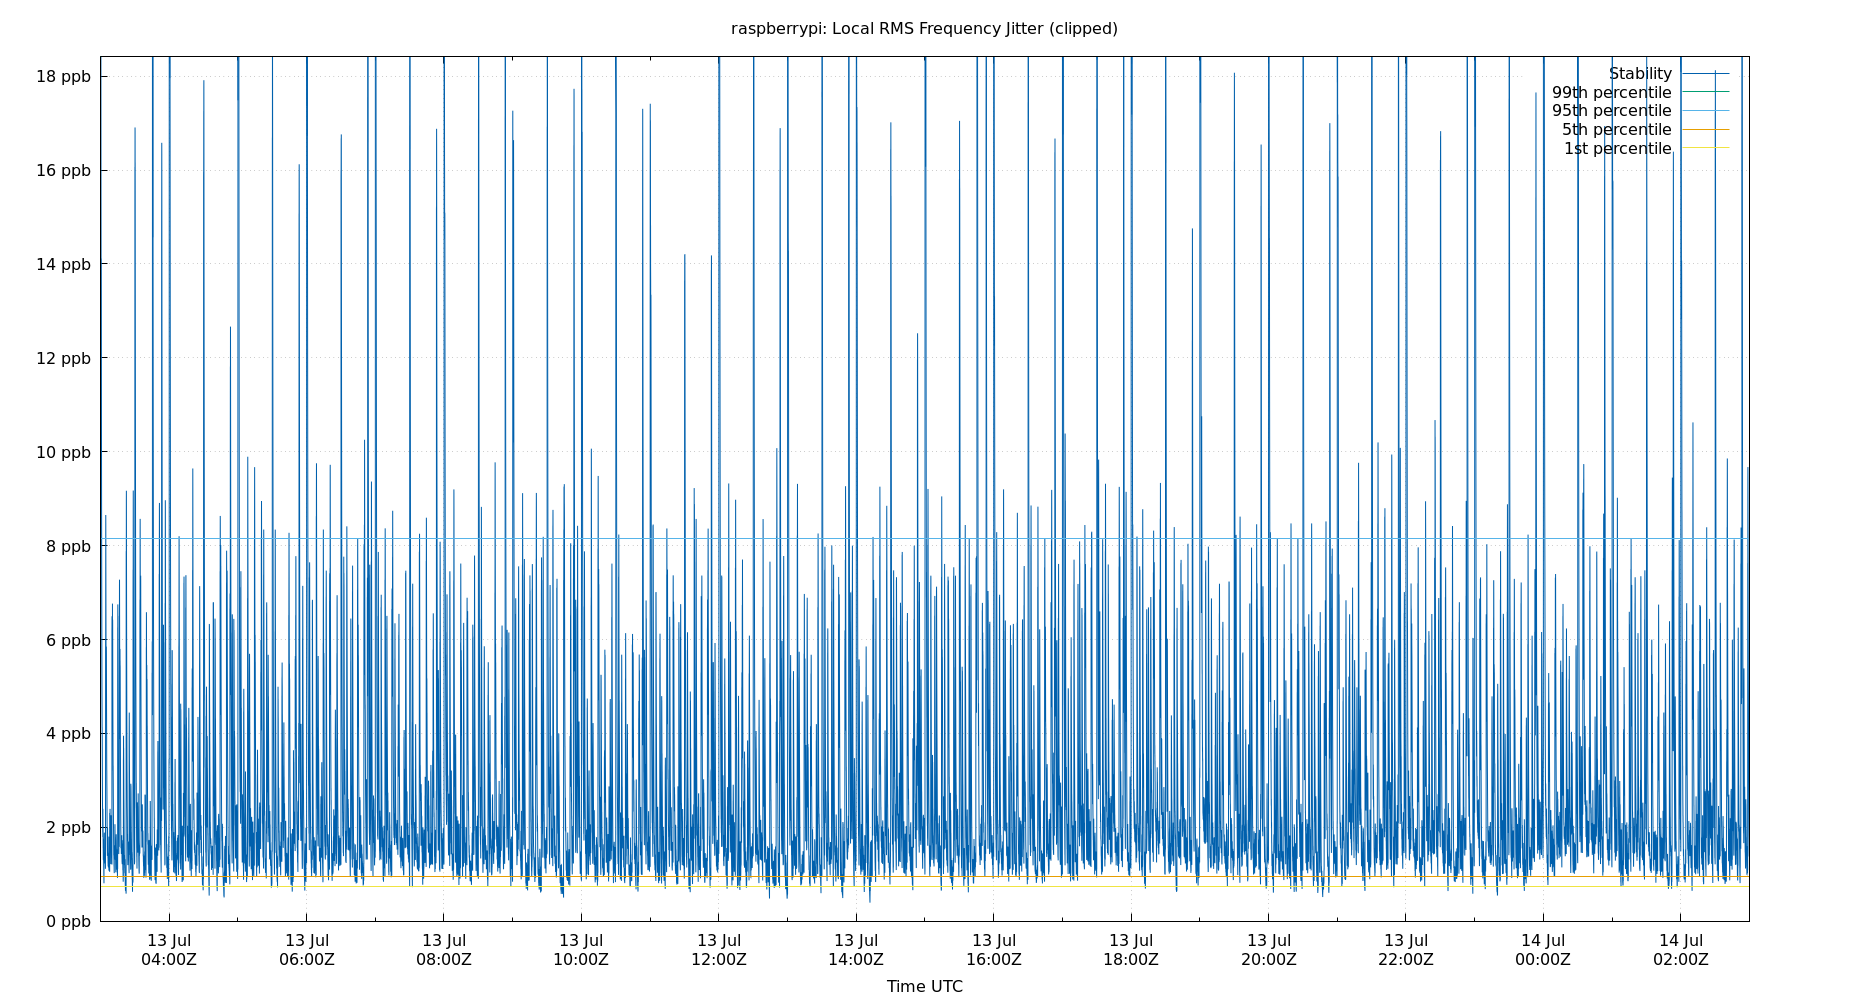 raspberrypi: Local RMS Frequency Jitter (clipped)
18 ppb
16 ppb
14 ppb
12 ppb
10 ppb
8 ppb
6 ppb
4 ppb
2 ppb
0 ppb
Stability
99th percentile
95th percentile
5th percentile
1st percentile
13 Jul 13 Jul 13 Jul 13 Jul 13 Jul 13 Jul 13 Jul 13 Jul 13 Jul 13 Jul 14 Jul 14 Jul
04:00Z 06:00Z 08:00Z 10:00Z 12:00Z 14:00Z 16:00Z 18:00Z 20:00Z 22:00Z 00:00Z 02:00Z
Time UTC